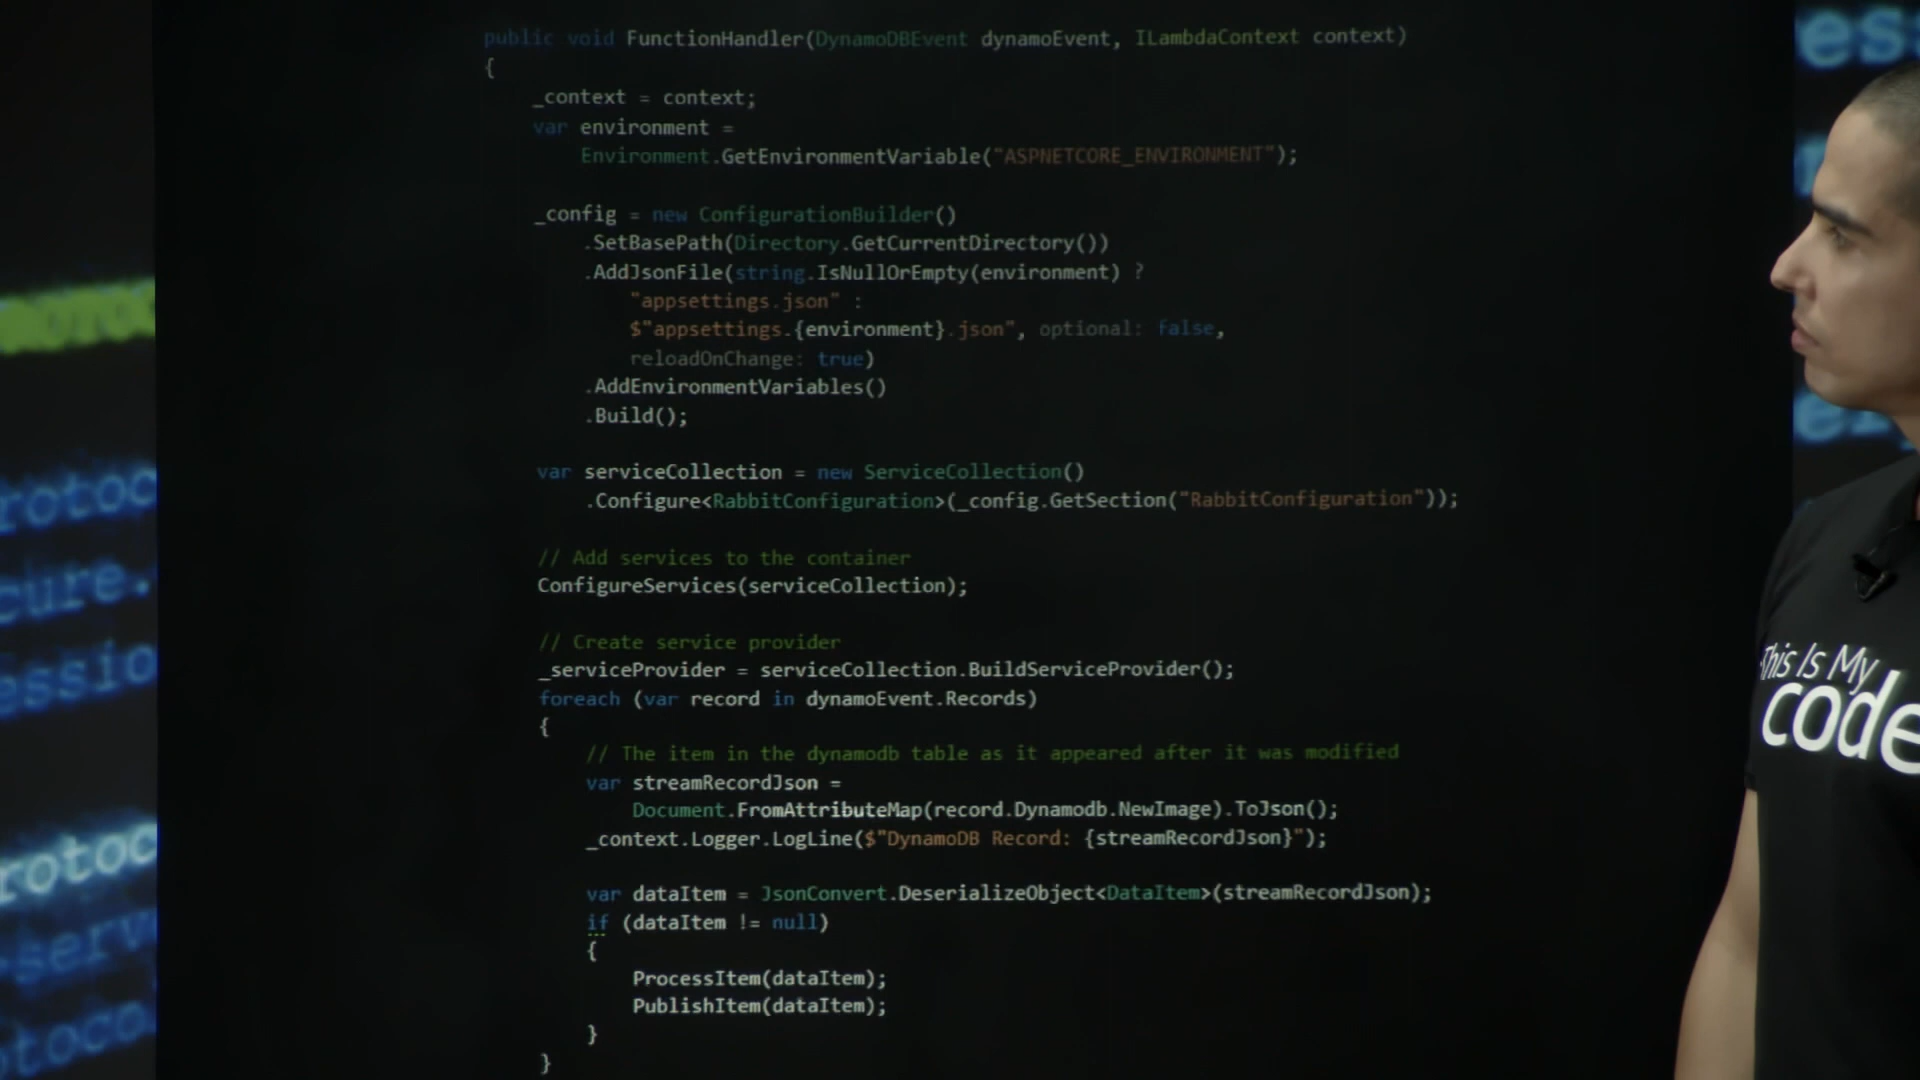 public void FunctionHandler(DynamoDBEvent dynamoEvent, ILambdaContext context)
{
_context = context;
var environment =
Environment.GetEnvironmentVariable("ASPNETCORE_ENVIRONMENT");
_config = new ConfigurationBuilder()
.SetBasePath(Directory.GetCurrentDirectory())
.AddJsonFile(string.IsNullOrEmpty(environment) ?
"appsettings.json" :
$"appsettings.{environment}.json", optional: false,
reloadOnChange: true)
.AddEnvironmentVariables()
.Build();
var serviceCollection = new ServiceCollection()
.Configure<RabbitConfiguration>(_config.GetSection("RabbitConfiguration"));
// Add services to the container
ConfigureServices(serviceCollection);
// Create service provider
_serviceProvider = serviceCollection.BuildServiceProvider();
foreach (var record in dynamoEvent.Records)
{
// The item in the dynamodb table as it appeared after it was modified
var streamRecordJson =
Document.FromAttributeMap(record.Dynamodb.NewImage).ToJson();
_context.Logger.LogLine($"DynamoDB Record: {streamRecordJson}");
var dataItem = JsonConvert.DeserializeObject<DataItem>(streamRecordJson);
if (dataItem != null)
{
ProcessItem(dataItem);
PublishItem(dataItem);
}
}
This Is My
code